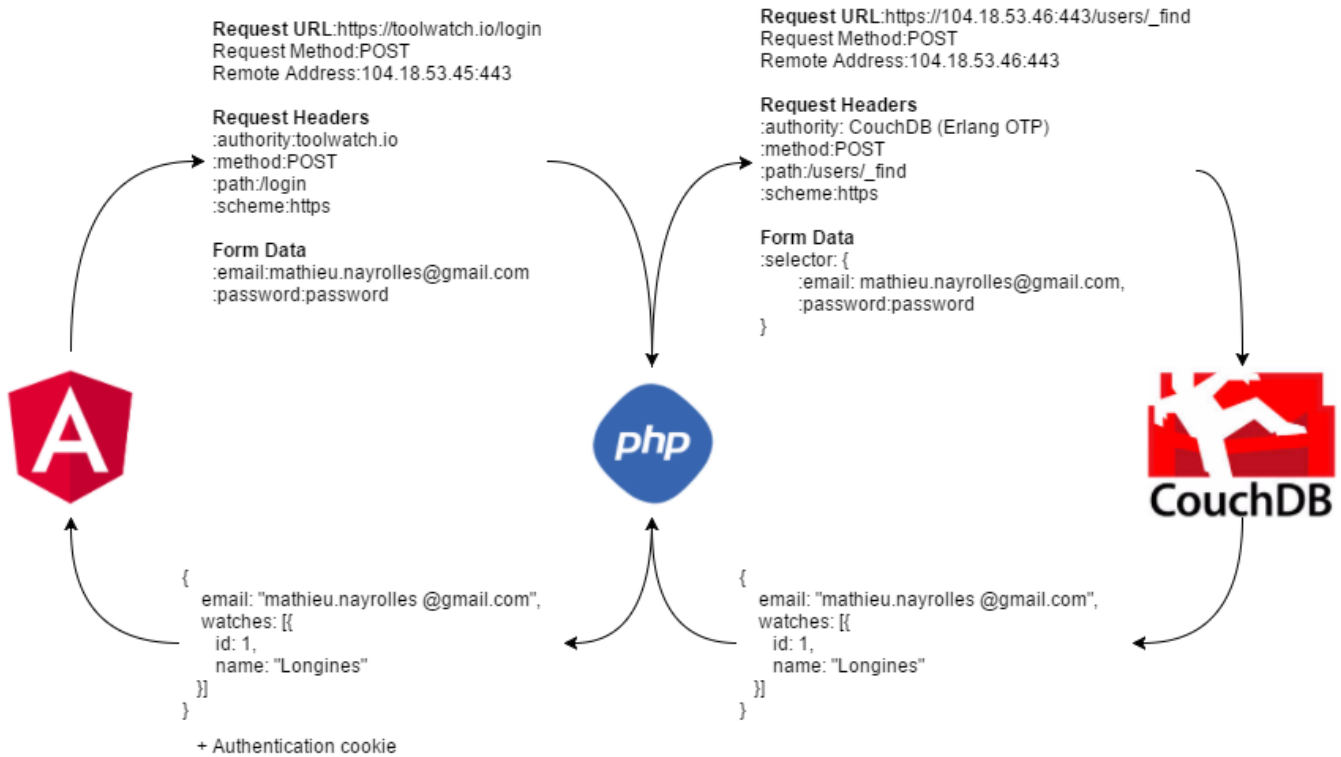 Request URL:https://toolwatch.io/login
Request Method:POST
Remote Address:104.18.53.45:443
Request Headers
:authority:toolwatch.io
:method:POST
:path:/login
:scheme:https
Form Data
:email:mathieu.nayrolles@gmail.com
:password:password
Request URL:https://104.18.53.46:443/users/_find
Request Method:POST
Remote Address:104.18.53.46:443
Request Headers
:authority: CouchDB (Erlang OTP)
:method:POST
:path:/users/_find
:scheme:https
Form Data
:selector: {
:email: mathieu.nayrolles@gmail.com,
:password:password
}
A
php
CouchDB
{
email: "mathieu.nayrolles @gmail.com",
watches: [{
id: 1,
name: "Longines"
}]
}
+ Authentication cookie
{
email: "mathieu.nayrolles @gmail.com",
watches: [{
id: 1,
name: "Longines"
}]
}